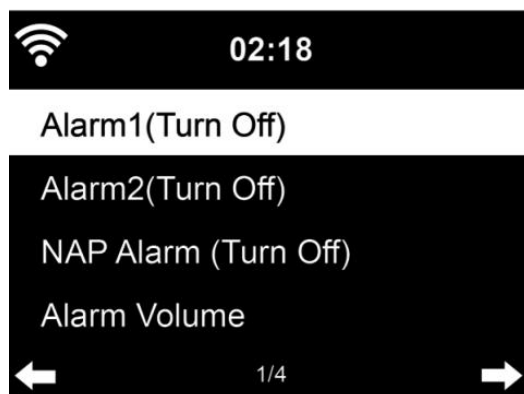 02:18
Alarm1(Turn Off)
Alarm2(Turn Off)
NAP Alarm (Turn Off)
Alarm Volume
1/4